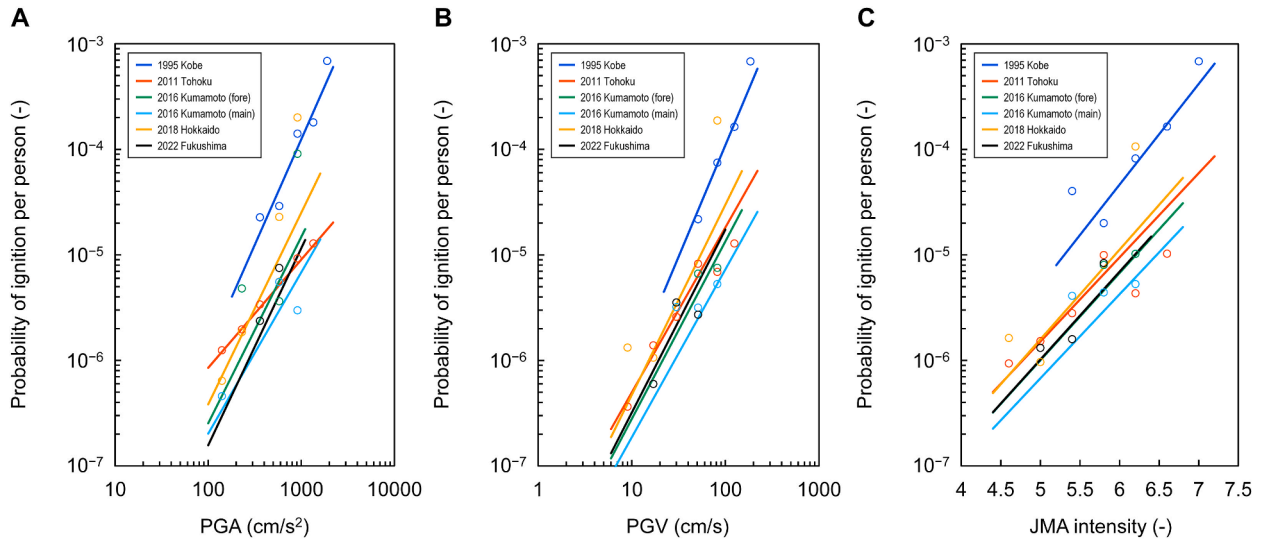 A
Probability of ignition per person (-)
10⁻³
10⁻⁴
10⁻⁵
10⁻⁶
10⁻⁷
1995 Kobe
2011 Tohoku
2016 Kumamoto (fore)
2016 Kumamoto (main)
2018 Hokkaido
2022 Fukushima
10 100 1000 10000
PGA (cm/s²)
B
Probability of ignition per person (-)
10⁻³
10⁻⁴
10⁻⁵
10⁻⁶
10⁻⁷
1995 Kobe
2011 Tohoku
2016 Kumamoto (fore)
2016 Kumamoto (main)
2018 Hokkaido
2022 Fukushima
1 10 100 1000
PGV (cm/s)
C
Probability of ignition per person (-)
10⁻³
10⁻⁴
10⁻⁵
10⁻⁶
10⁻⁷
1995 Kobe
2011 Tohoku
2016 Kumamoto (fore)
2016 Kumamoto (main)
2018 Hokkaido
2022 Fukushima
4 4.5 5 5.5 6 6.5 7 7.5
JMA intensity (-)